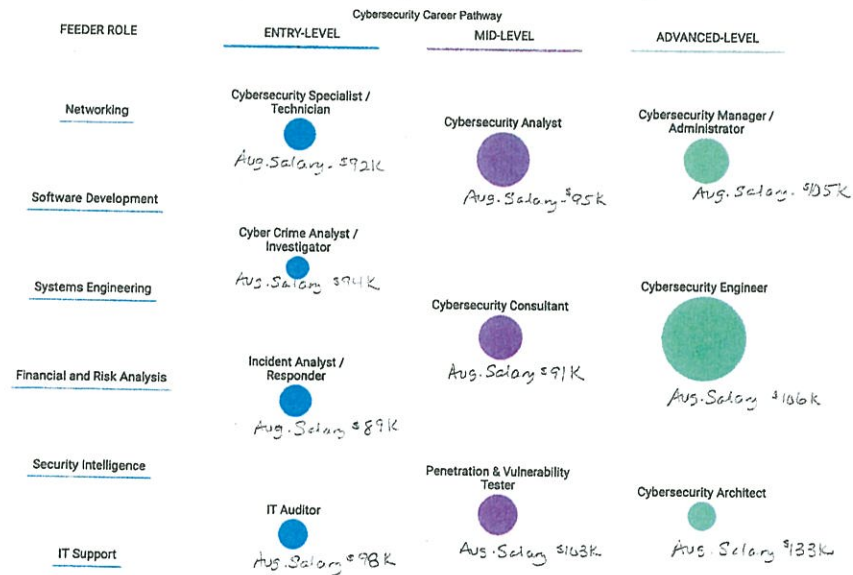 Cybersecurity Career Pathway
FEEDER ROLE
ENTRY-LEVEL
MID-LEVEL
ADVANCED-LEVEL
Networking
Software Development
Systems Engineering
Financial and Risk Analysis
Security Intelligence
IT Support
Cybersecurity Specialist /
Technician
Avg. Salary - $92K
Cyber Crime Analyst /
Investigator
Avg. Salary $94K
Incident Analyst /
Responder
Avg. Salary $89K
IT Auditor
Avg. Salary $98K
Cybersecurity Analyst
Avg. Salary - $95K
Cybersecurity Consultant
Avg. Salary $91K
Penetration & Vulnerability
Tester
Avg. Salary $103K
Cybersecurity Manager /
Administrator
Avg. Salary - $105K
Cybersecurity Engineer
Avg. Salary $106K
Cybersecurity Architect
Avg. Salary $133K